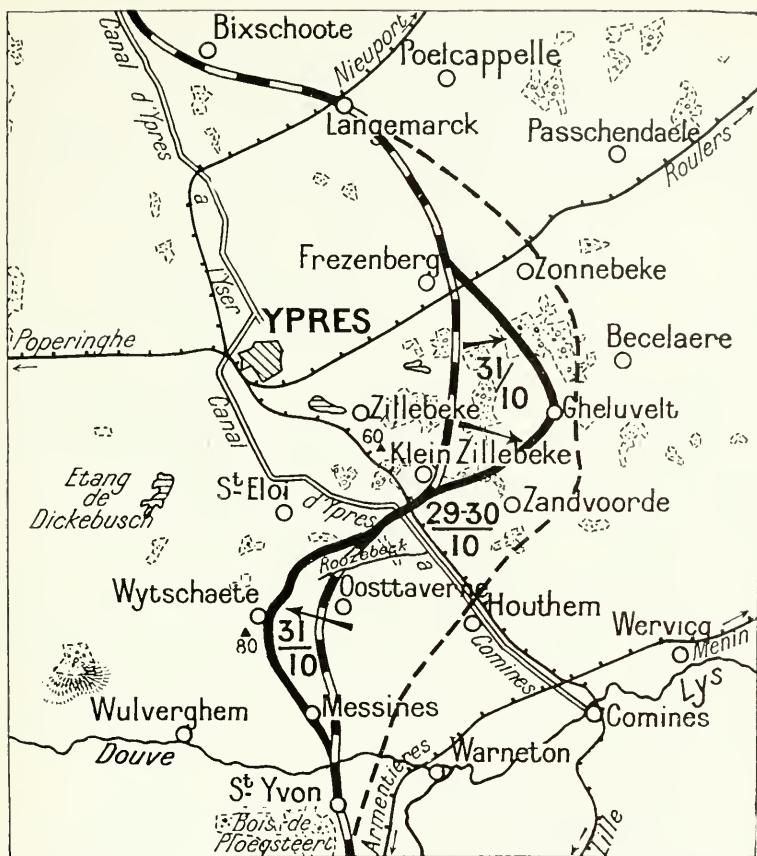 Bixschoote
Canal d'Ypres
Nieuport
Poelcappelle
Langemarck
Passchendaele
Roulers
a
l'Yser
Frezenberg
Zonnebeke
YPRES
Poperinghe
Becelaere
31/10
Zillebeke
Gheluvelt
60
Canal
Klein Zillebeke
Etang
de
Dickebusch
St. Eloi
d'Ypres
29-30
10
Zandvoorde
Roozebeek
a
Wytschaete
Oosttaverne
Houthem
80
31
10
Comines
Wervicq
Menin
Lys
Messines
Comines
Wulverghem
Douve
Warneton
Armentières
St. Yvon
Lille
Bois de
Ploegsteert